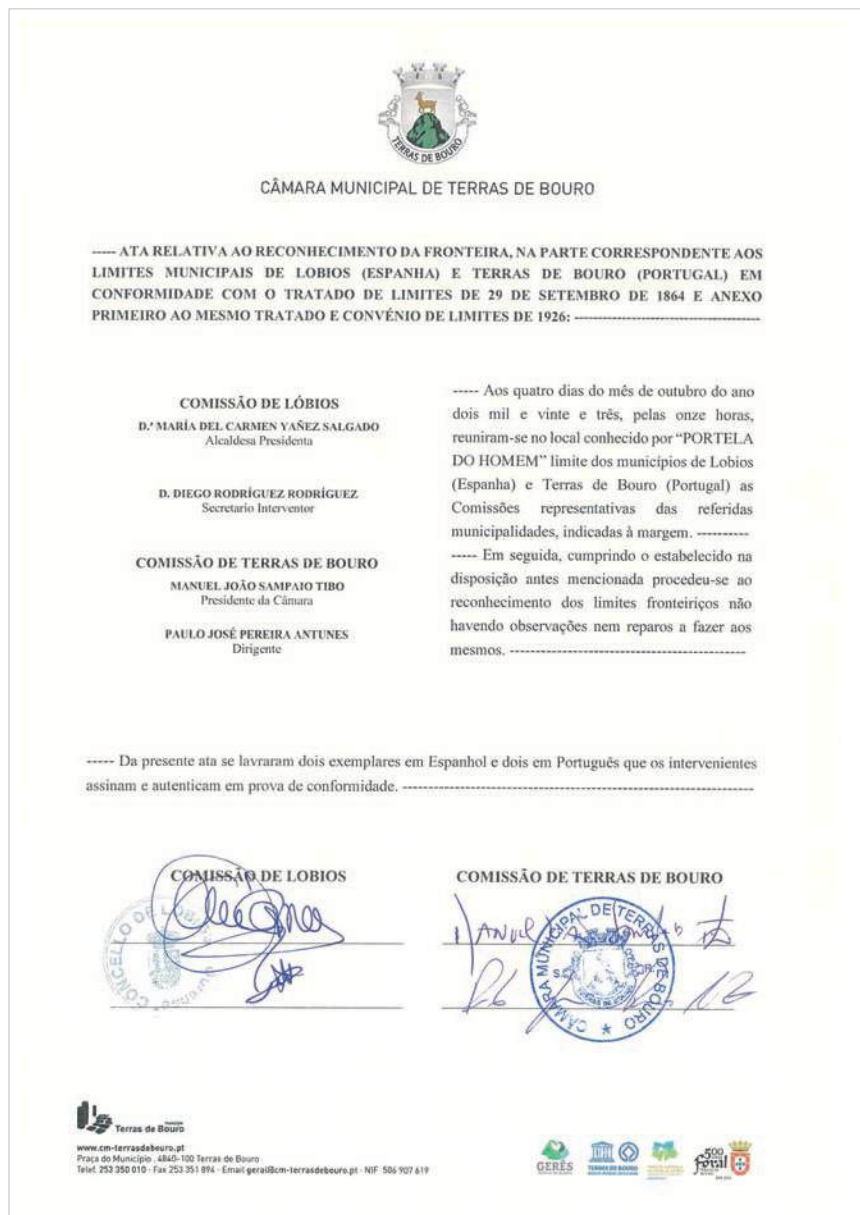 TERRAS DE BOURO
CÂMARA MUNICIPAL DE TERRAS DE BOURO
----- ATA RELATIVA AO RECONHECIMENTO DA FRONTEIRA, NA PARTE CORRESPONDENTE AOS
LIMITES MUNICIPAIS DE LOBIOS (ESPANHA) E TERRAS DE BOURO (PORTUGAL) EM
CONFORMIDADE COM O TRATADO DE LIMITES DE 29 DE SETEMBRO DE 1864 E ANEXO
PRIMEIRO AO MESMO TRATADO E CONVÉNIO DE LIMITES DE 1926: -------------------------------------
COMISSÃO DE LÓBIOS
D.ª MARÍA DEL CARMEN YAÑEZ SALGADO
Alcaldesa Presidenta
D. DIEGO RODRÍGUEZ RODRÍGUEZ
Secretario Interventor
COMISSÃO DE TERRAS DE BOURO
MANUEL JOÃO SAMPAIO TIBO
Presidente da Câmara
PAULO JOSÉ PEREIRA ANTUNES
Dirigente
----- Aos quatro dias do mês de outubro do ano
dois mil e vinte e três, pelas onze horas,
reuniram-se no local conhecido por “PORTELA
DO HOMEM” limite dos municípios de Lobios
(Espanha) e Terras de Bouro (Portugal) as
Comissões representativas das referidas
municipalidades, indicadas à margem. ----------
----- Em seguida, cumprindo o estabelecido na
disposição antes mencionada procedeu-se ao
reconhecimento dos limites fronteiriços não
havendo observações nem reparos a fazer aos
mesmos. --------------------------------------------
----- Da presente ata se lavraram dois exemplares em Espanhol e dois em Português que os intervenientes
assinam e autenticam em prova de conformidade. ----------------------------------------------------------------
COMISSÃO DE LOBIOS
COMISSÃO DE TERRAS DE BOURO
CONCELLO DE LOBIOS
CÂMARA MUNICIPAL DE TERRAS DE BOURO
Terras de Bouro
www.cm-terrasdebouro.pt
Praça do Município . 4840-100 Terras de Bouro
Telef. 253 350 010 · Fax 253 351 894 · Email geral@cm-terrasdebouro.pt · NIF 506 907 619
GERÊS
TERRAS DE BOURO
500
foral